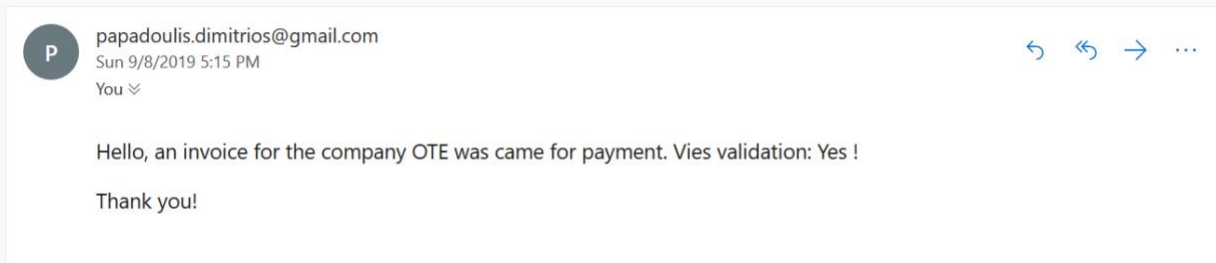 P
papadoulis.dimitrios@gmail.com
Sun 9/8/2019 5:15 PM
You
Hello, an invoice for the company OTE was came for payment. Vies validation: Yes !
Thank you!